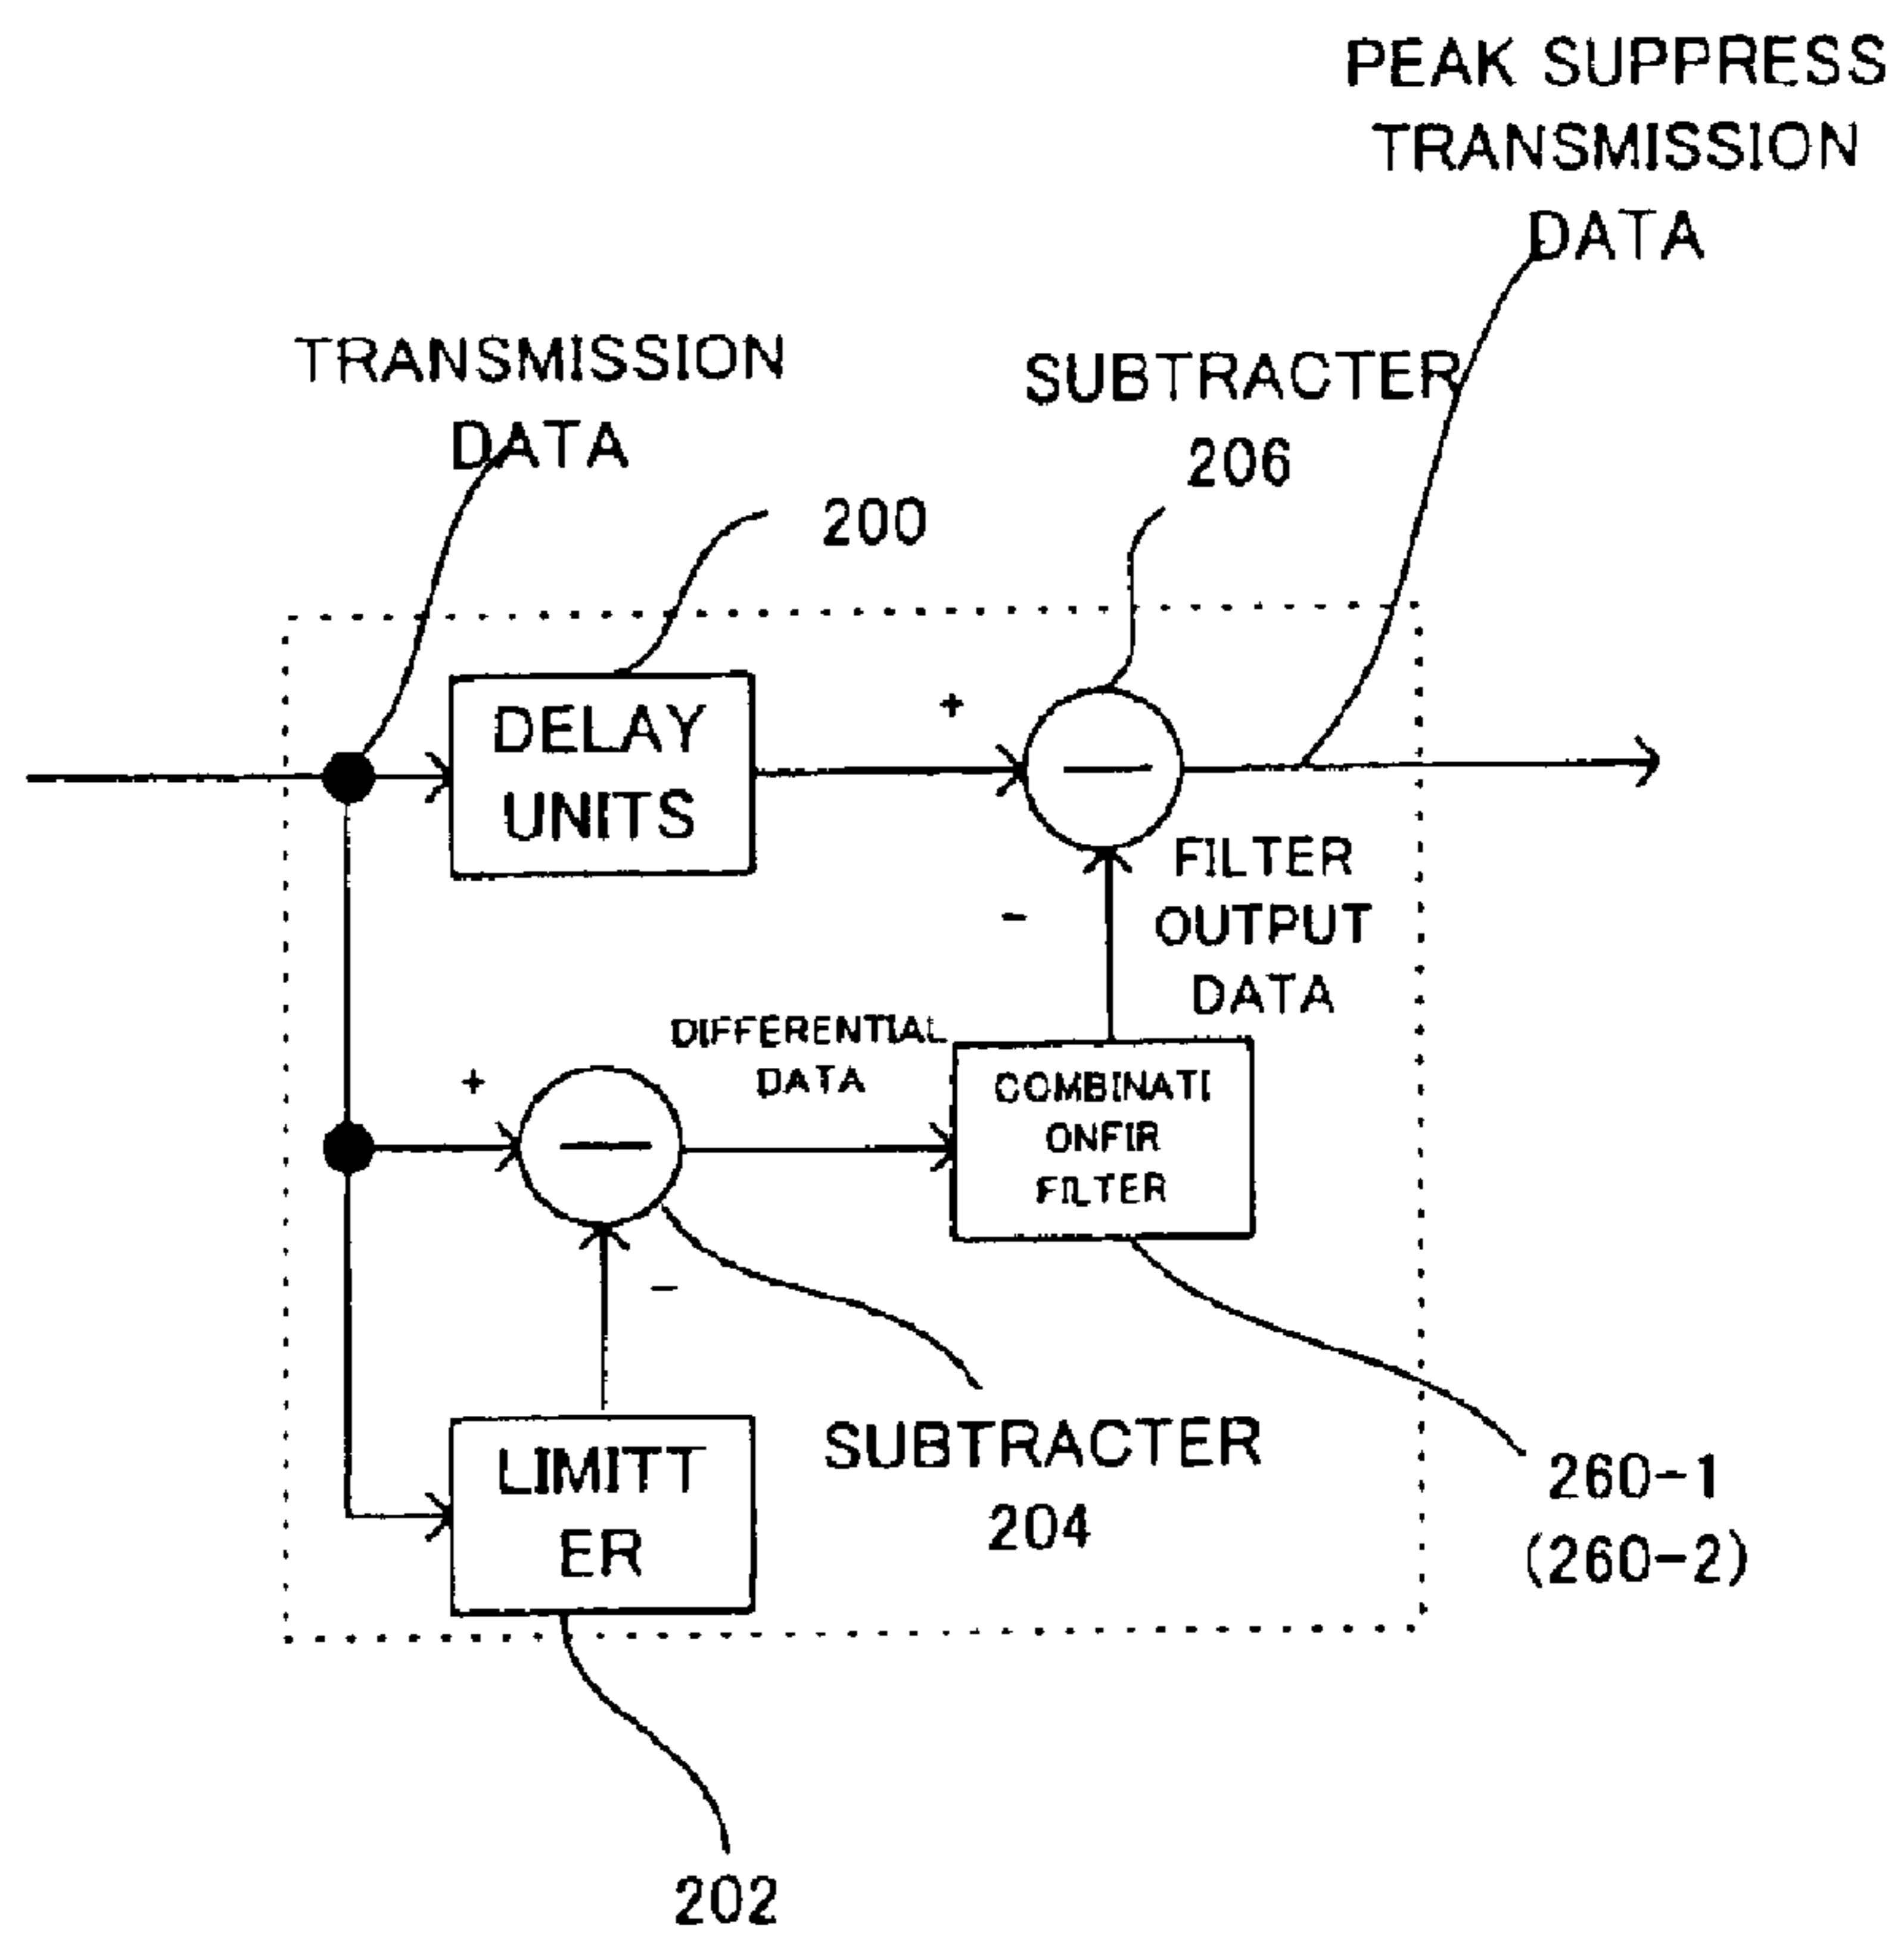 PEAK SUPPRESS
TRANSMISSION
DATA
TRANSMISSION
DATA
SUBTRACTER
206
200
DELAY
UNITS
+
-
FILTER
OUTPUT
DATA
DIFFERENTIAL
DATA
+
-
COMBINATI
ONFIR
FILTER
LIMITT
ER
SUBTRACTER
204
260-1
(260-2)
202